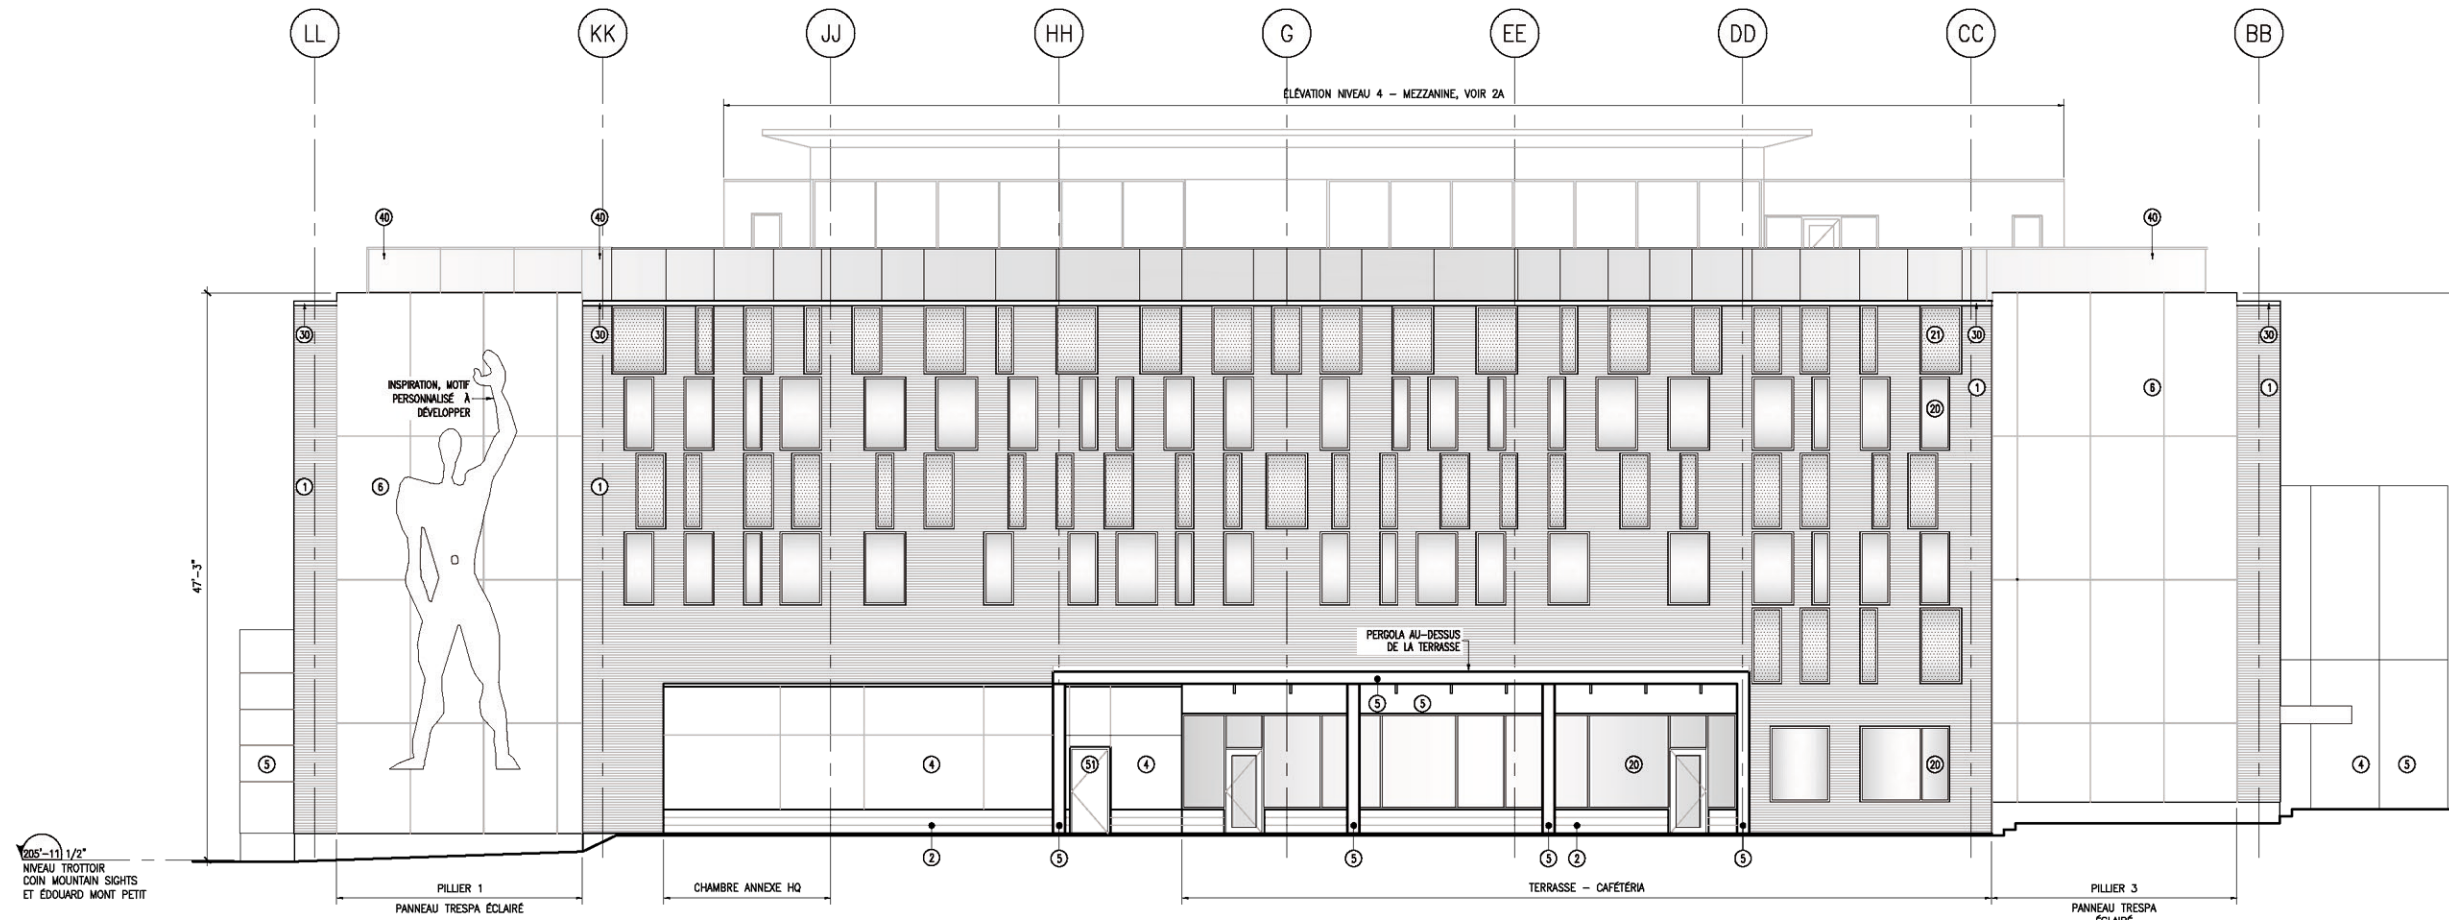 LL KK JJ HH G EE DD CC BB
ÉLÉVATION NIVEAU 4 - MEZZANINE, VOIR 2A
40 40 40
30 30 21 30 30
INSPIRATION, MOTIF
PERSONNALISÉ À
DÉVELOPPER
1 6 1
20
1 6 1
47'-3"
PERGOLA AU-DESSUS
DE LA TERRASSE
5 5
5 4 51 4 20 20 4 5
2 5 5 5 2 5
205'-11 1/2"
NIVEAU TROTTOIR
COIN MOUNTAIN SIGHTS
ET ÉDOUARD MONT PETIT
PILLIER 1
PANNEAU TRESPA ÉCLAIRÉ
CHAMBRE ANNEXE HQ
TERRASSE - CAFÉTÉRIA
PILLIER 3
PANNEAU TRESPA
ÉCLAIRÉ